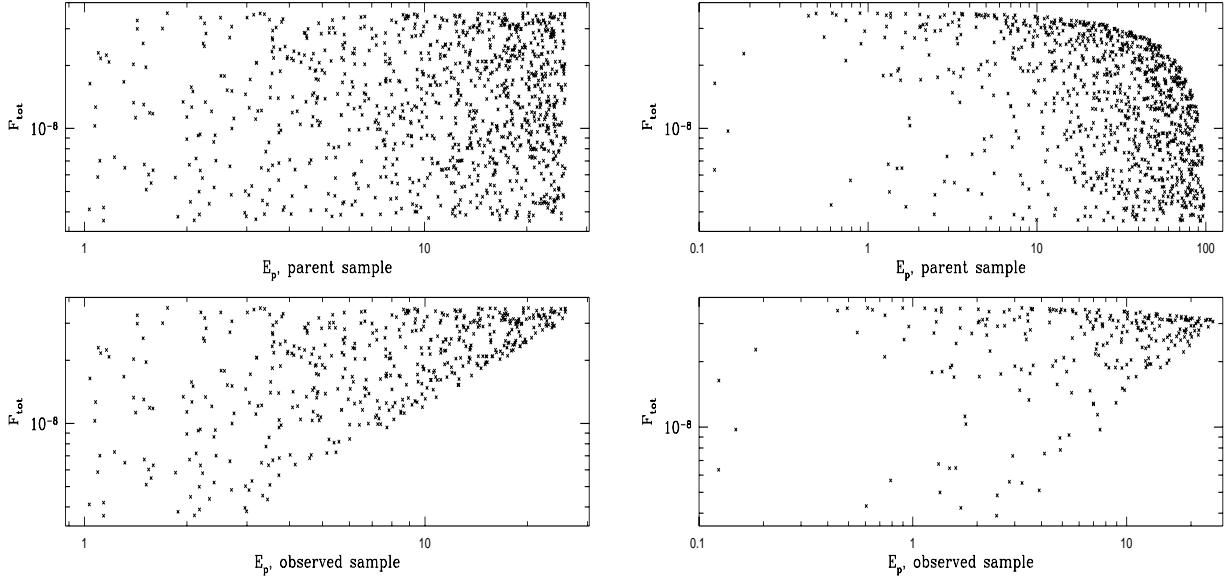 F_tot
10⁻⁸
1 10
E_p, parent sample
F_tot
10⁻⁸
0.1 1 10 100
E_p, parent sample
F_tot
10⁻⁸
1 10
E_p, observed sample
F_tot
10⁻⁸
0.1 1 10
E_p, observed sample